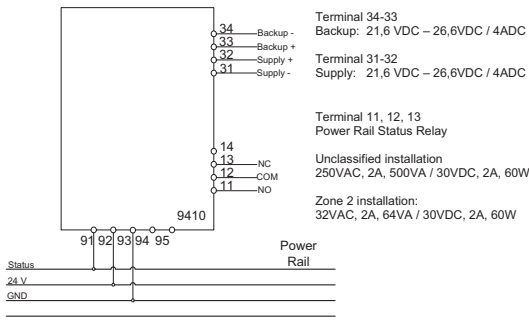 34
Backup -
33
Backup +
32
Supply +
31
Supply -
14
13
NC
12
COM
11
NO
9410
91 92 93 94 95
Status
24 V
GND
Power
Rail
Terminal 34-33
Backup: 21,6 VDC – 26,6VDC / 4ADC
Terminal 31-32
Supply: 21,6 VDC – 26,6VDC / 4ADC
Terminal 11, 12, 13
Power Rail Status Relay
Unclassified installation
250VAC, 2A, 500VA / 30VDC, 2A, 60W
Zone 2 installation:
32VAC, 2A, 64VA / 30VDC, 2A, 60W